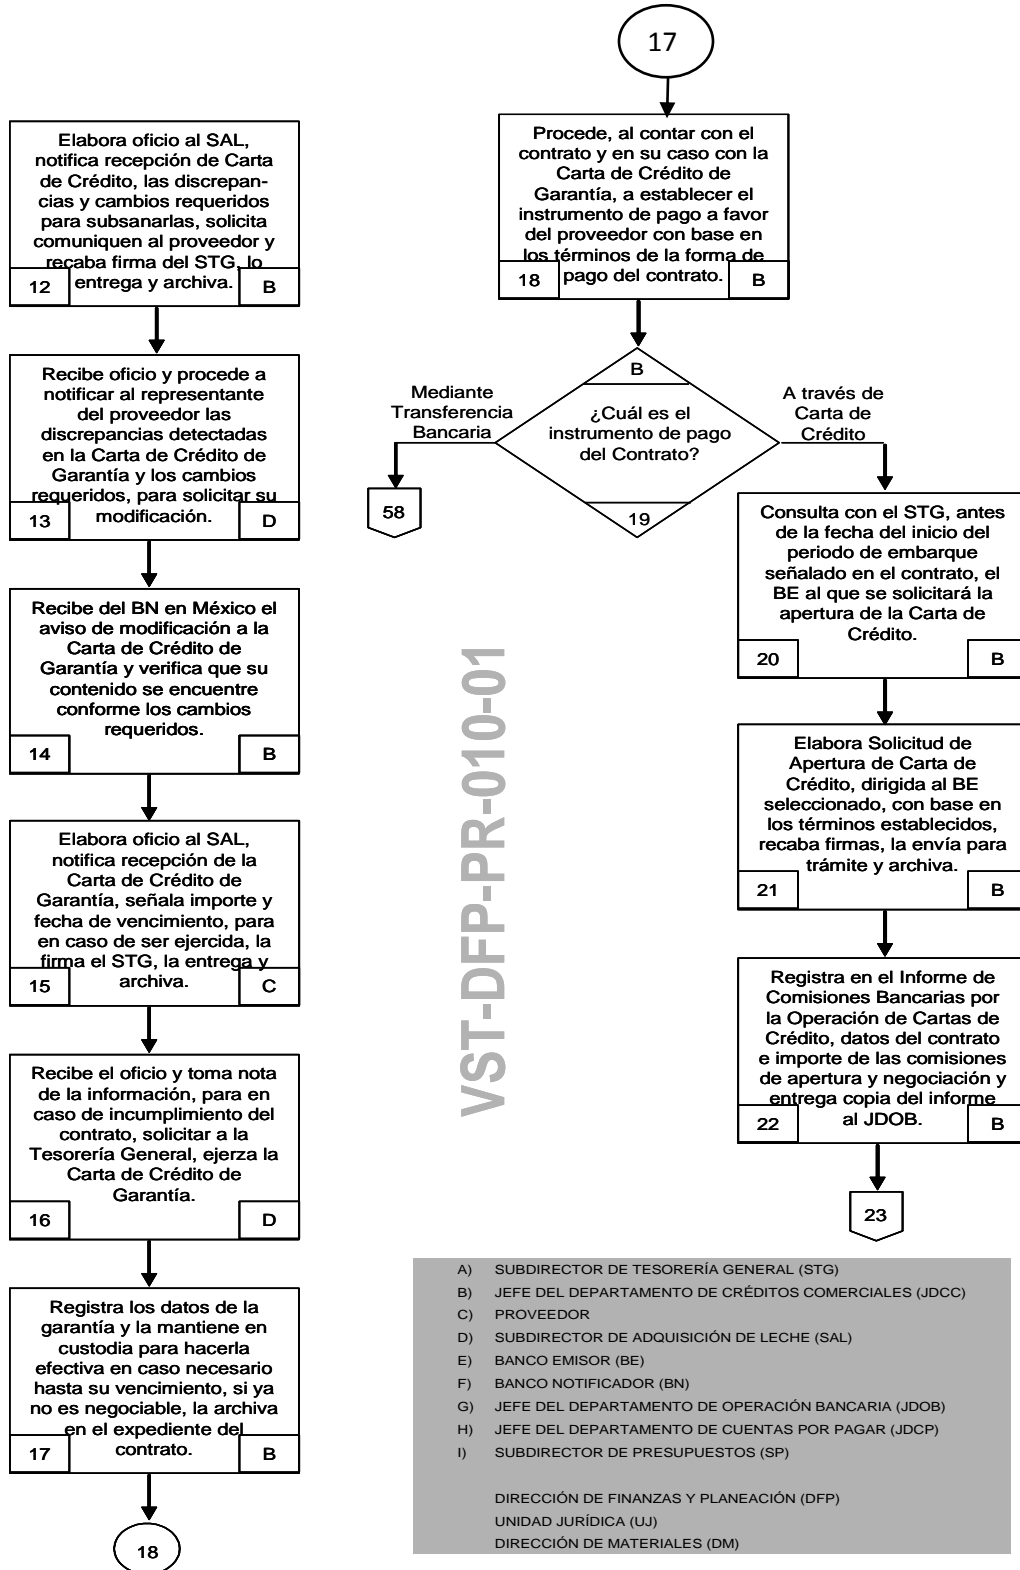 Elabora oficio al SAL,
notifica recepción de Carta
de Crédito, las discrepan-
cias y cambios requeridos
para subsanarlas, solicita
comuniquen al proveedor y
recaba firma del STG, lo
entrega y archiva.
12
B
Recibe oficio y procede a
notificar al representante
del proveedor las
discrepancias detectadas
en la Carta de Crédito de
Garantía y los cambios
requeridos, para solicitar su
modificación.
13
D
Recibe del BN en México el
aviso de modificación a la
Carta de Crédito de
Garantía y verifica que su
contenido se encuentre
conforme los cambios
requeridos.
14
B
Elabora oficio al SAL,
notifica recepción de la
Carta de Crédito de
Garantía, señala importe y
fecha de vencimiento, para
en caso de ser ejercida, la
firma el STG, la entrega y
archiva.
15
C
Recibe el oficio y toma nota
de la información, para en
caso de incumplimiento del
contrato, solicitar a la
Tesorería General, ejerza la
Carta de Crédito de
Garantía.
16
D
Registra los datos de la
garantía y la mantiene en
custodia para hacerla
efectiva en caso necesario
hasta su vencimiento, si ya
no es negociable, la archiva
en el expediente del
contrato.
17
B
18
17
Procede, al contar con el
contrato y en su caso con la
Carta de Crédito de
Garantía, a establecer el
instrumento de pago a favor
del proveedor con base en
los términos de la forma de
pago del contrato.
18
B
B
¿Cuál es el
instrumento de pago
del Contrato?
19
Mediante
Transferencia
Bancaria
58
A través de
Carta de
Crédito
Consulta con el STG, antes
de la fecha del inicio del
periodo de embarque
señalado en el contrato, el
BE al que se solicitará la
apertura de la Carta de
Crédito.
20
B
Elabora Solicitud de
Apertura de Carta de
Crédito, dirigida al BE
seleccionado, con base en
los términos establecidos,
recaba firmas, la envía para
trámite y archiva.
21
B
Registra en el Informe de
Comisiones Bancarias por
la Operación de Cartas de
Crédito, datos del contrato
e importe de las comisiones
de apertura y negociación y
entrega copia del informe
al JDOB.
22
B
23
VST-DFP-PR-010-01
A) SUBDIRECTOR DE TESORERÍA GENERAL (STG)
B) JEFE DEL DEPARTAMENTO DE CRÉDITOS COMERCIALES (JDCC)
C) PROVEEDOR
D) SUBDIRECTOR DE ADQUISICIÓN DE LECHE (SAL)
E) BANCO EMISOR (BE)
F) BANCO NOTIFICADOR (BN)
G) JEFE DEL DEPARTAMENTO DE OPERACIÓN BANCARIA (JDOB)
H) JEFE DEL DEPARTAMENTO DE CUENTAS POR PAGAR (JDCP)
I) SUBDIRECTOR DE PRESUPUESTOS (SP)
DIRECCIÓN DE FINANZAS Y PLANEACIÓN (DFP)
UNIDAD JURÍDICA (UJ)
DIRECCIÓN DE MATERIALES (DM)